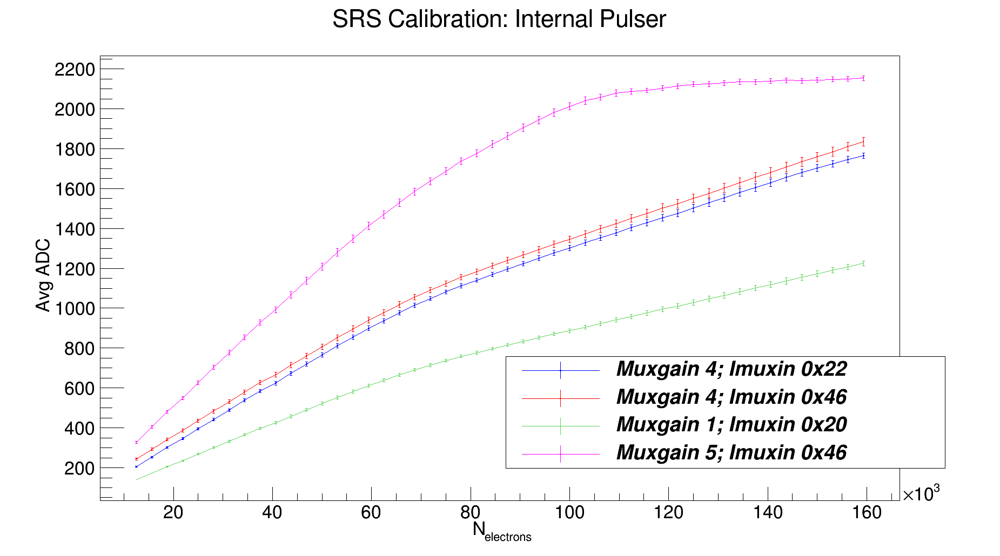 SRS Calibration: Internal Pulser
2200
2000
1800
1600
1400
1200
1000
800
600
400
200
Avg ADC
Muxgain 4; Imuxin 0x22
Muxgain 4; Imuxin 0x46
Muxgain 1; Imuxin 0x20
Muxgain 5; Imuxin 0x46
20 40 60 80 100 120 140 160 ×10³
N_electrons